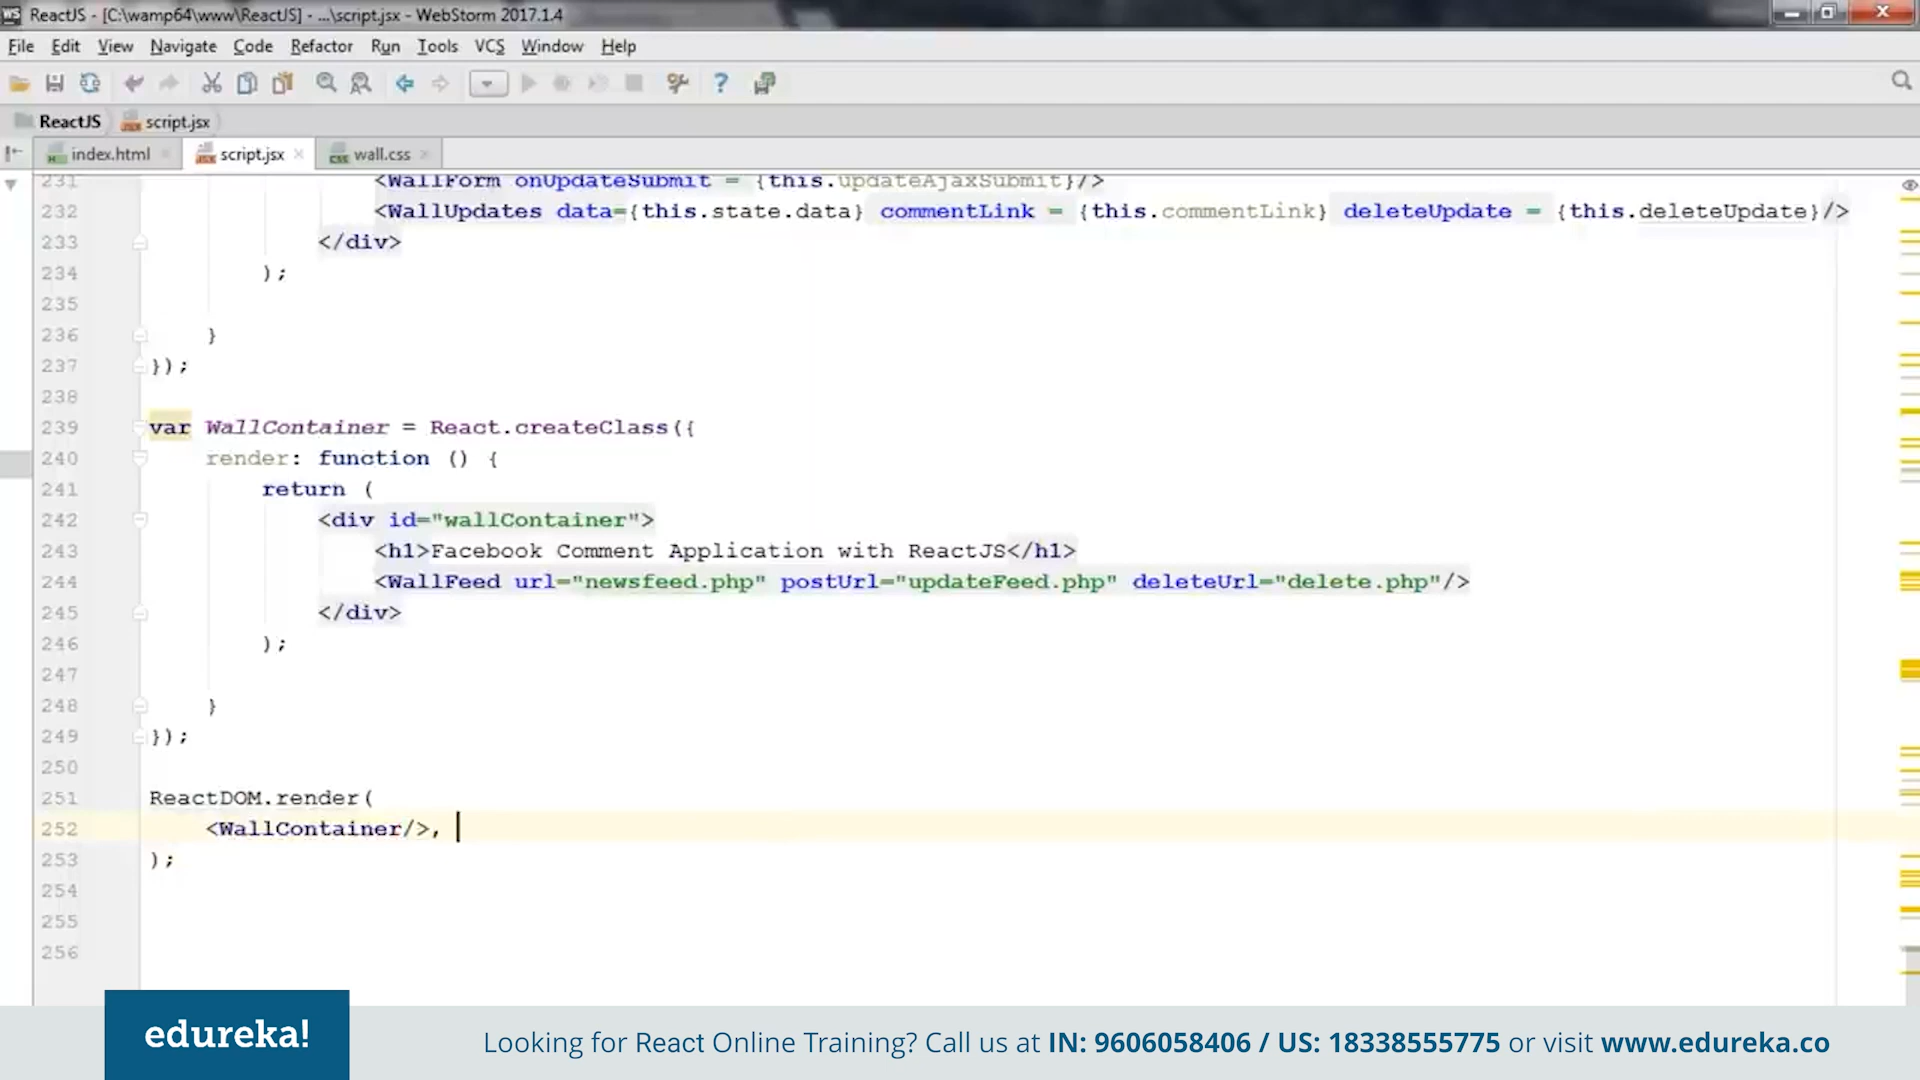 ReactJS - [C:\wamp64\www\ReactJS] - ...\script.jsx - WebStorm 2017.1.4
File Edit View Navigate Code Refactor Run Tools VCS Window Help
ReactJS script.jsx
index.html script.jsx wall.css
231 <WallForm onUpdateSubmit = {this.updateAjaxSubmit}/>
232 <WallUpdates data={this.state.data} commentLink = {this.commentLink} deleteUpdate = {this.deleteUpdate}/>
233 </div>
234 );
235
236 }
237 });
238
239 var WallContainer = React.createClass({
240 render: function () {
241 return (
242 <div id="wallContainer">
243 <h1>Facebook Comment Application with ReactJS</h1>
244 <WallFeed url="newsfeed.php" postUrl="updateFeed.php" deleteUrl="delete.php"/>
245 </div>
246 );
247
248 }
249 });
250
251 ReactDOM.render(
252 <WallContainer/>,
253 );
254
255
256
edureka!
Looking for React Online Training? Call us at IN: 9606058406 / US: 18338555775 or visit www.edureka.co